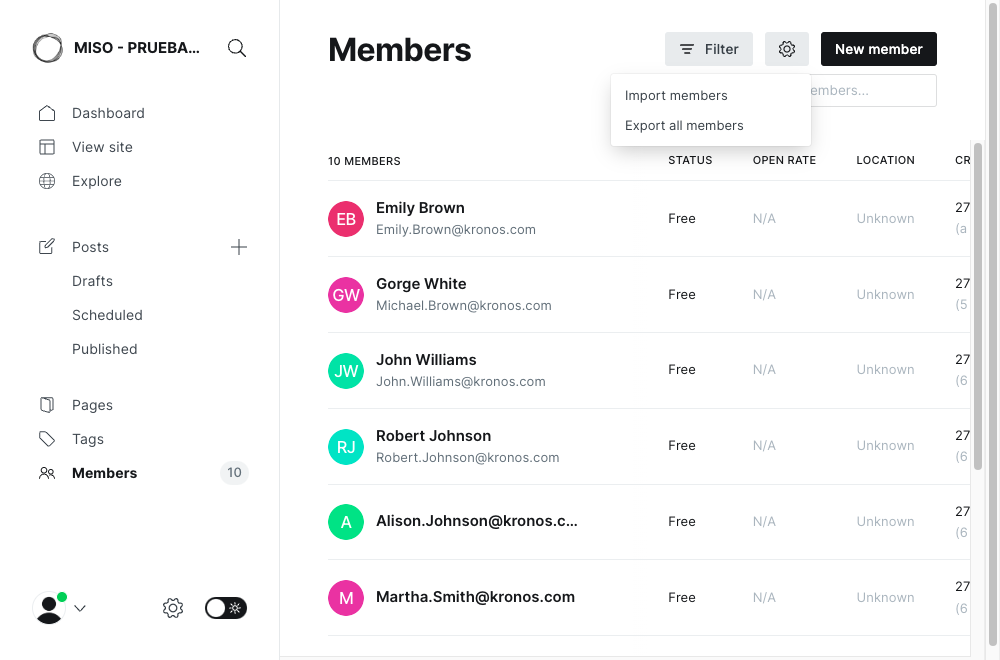 MISO - PRUEBA...
Members
Filter
New member
Import members
Export all members
embers...
Dashboard
View site
Explore
Posts
Drafts
Scheduled
Published
Pages
Tags
Members
10
10 MEMBERS
STATUS
OPEN RATE
LOCATION
CR
EB
Emily Brown
Emily.Brown@kronos.com
Free
N/A
Unknown
27
(a
GW
Gorge White
Michael.Brown@kronos.com
Free
N/A
Unknown
27
(5
JW
John Williams
John.Williams@kronos.com
Free
N/A
Unknown
27
(6
RJ
Robert Johnson
Robert.Johnson@kronos.com
Free
N/A
Unknown
27
(6
A
Alison.Johnson@kronos.c...
Free
N/A
Unknown
27
(6
M
Martha.Smith@kronos.com
Free
N/A
Unknown
27
(6